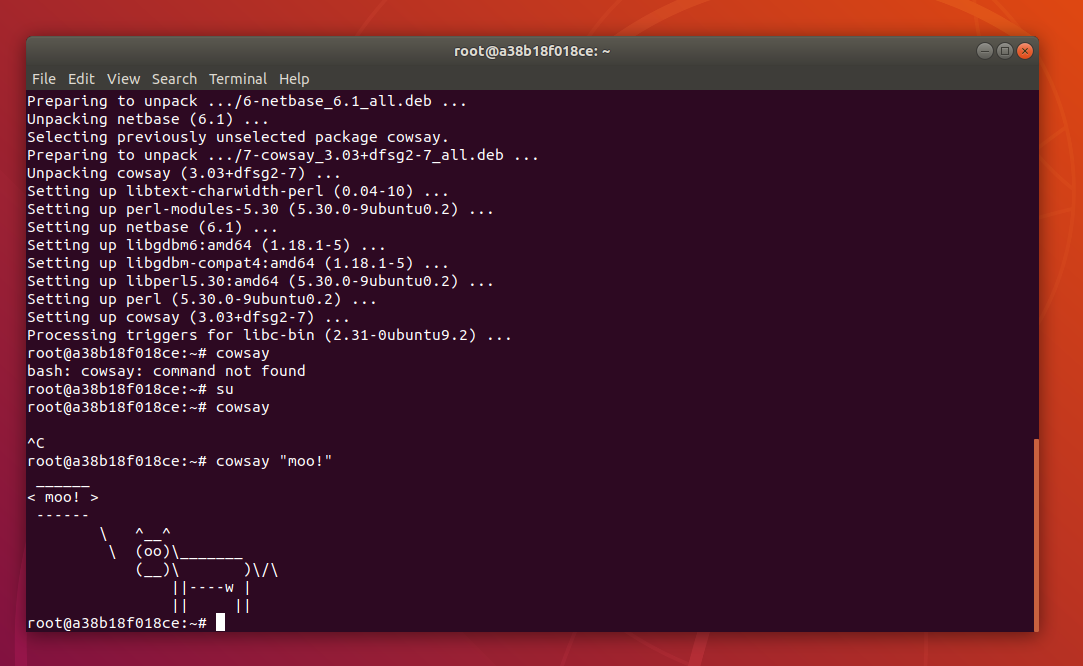 root@a38b18f018ce: ~
File Edit View Search Terminal Help
Preparing to unpack .../6-netbase_6.1_all.deb ...
Unpacking netbase (6.1) ...
Selecting previously unselected package cowsay.
Preparing to unpack .../7-cowsay_3.03+dfsg2-7_all.deb ...
Unpacking cowsay (3.03+dfsg2-7) ...
Setting up libtext-charwidth-perl (0.04-10) ...
Setting up perl-modules-5.30 (5.30.0-9ubuntu0.2) ...
Setting up netbase (6.1) ...
Setting up libgdbm6:amd64 (1.18.1-5) ...
Setting up libgdbm-compat4:amd64 (1.18.1-5) ...
Setting up libperl5.30:amd64 (5.30.0-9ubuntu0.2) ...
Setting up perl (5.30.0-9ubuntu0.2) ...
Setting up cowsay (3.03+dfsg2-7) ...
Processing triggers for libc-bin (2.31-0ubuntu9.2) ...
root@a38b18f018ce:~# cowsay
bash: cowsay: command not found
root@a38b18f018ce:~# su
root@a38b18f018ce:~# cowsay
^C
root@a38b18f018ce:~# cowsay "moo!"
 ______
< moo! >
 ------
        \   ^__^
         \  (oo)\_______
            (__)\       )\/\
                ||----w |
                ||     ||
root@a38b18f018ce:~#